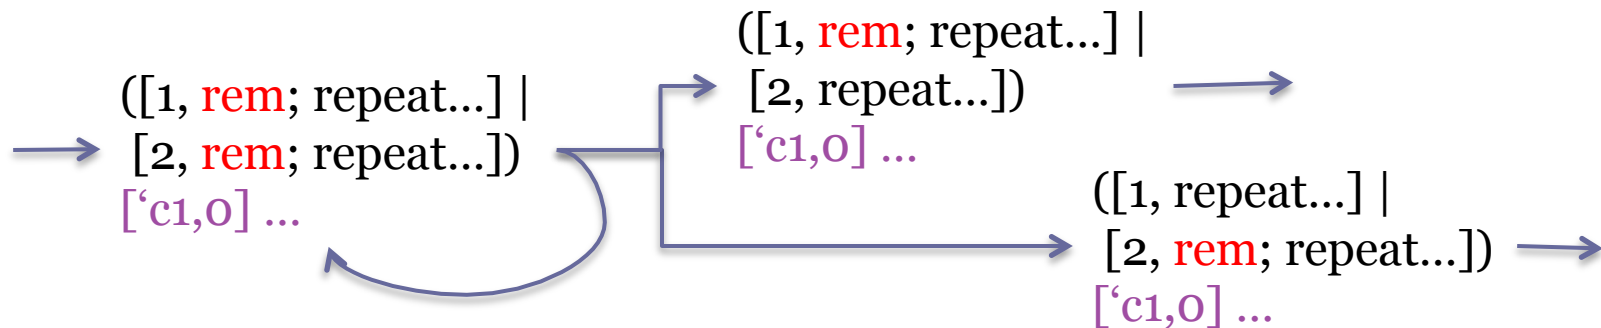 ([1, rem; repeat...] |
[2, rem; repeat...])
[‘c1,0] ...
([1, rem; repeat...] |
[2, repeat...])
[‘c1,0] ...
([1, repeat...] |
[2, rem; repeat...])
[‘c1,0] ...